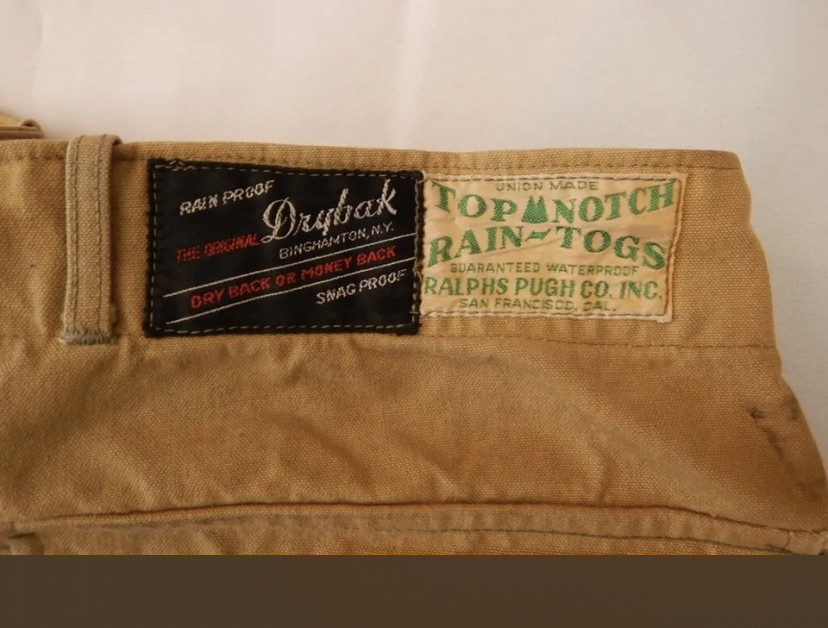 RAIN PROOF
Drybak
THE ORIGINAL
BINGHAMTON, N.Y.
DRY BACK OR MONEY BACK
SNAG PROOF
UNION MADE
TOP NOTCH
RAIN-TOGS
GUARANTEED WATERPROOF
RALPHS PUGH CO. INC.
SAN FRANCISCO, CAL.